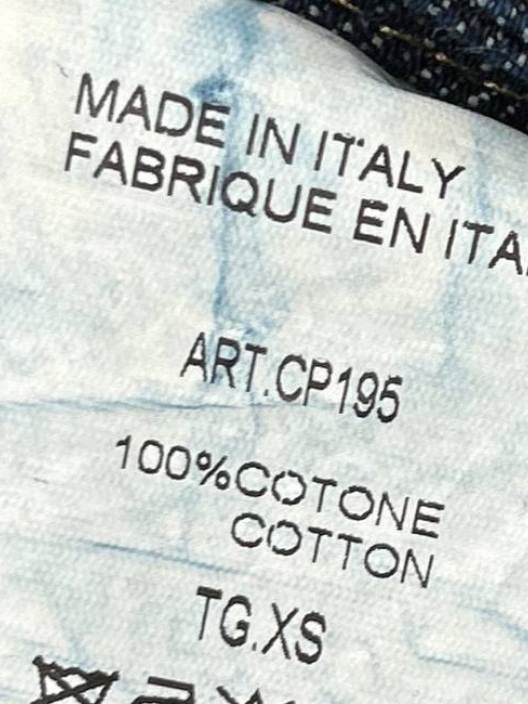 MADE IN ITALY
FABRIQUE EN ITA
ART.CP195
100%COTONE
COTTON
TG.XS